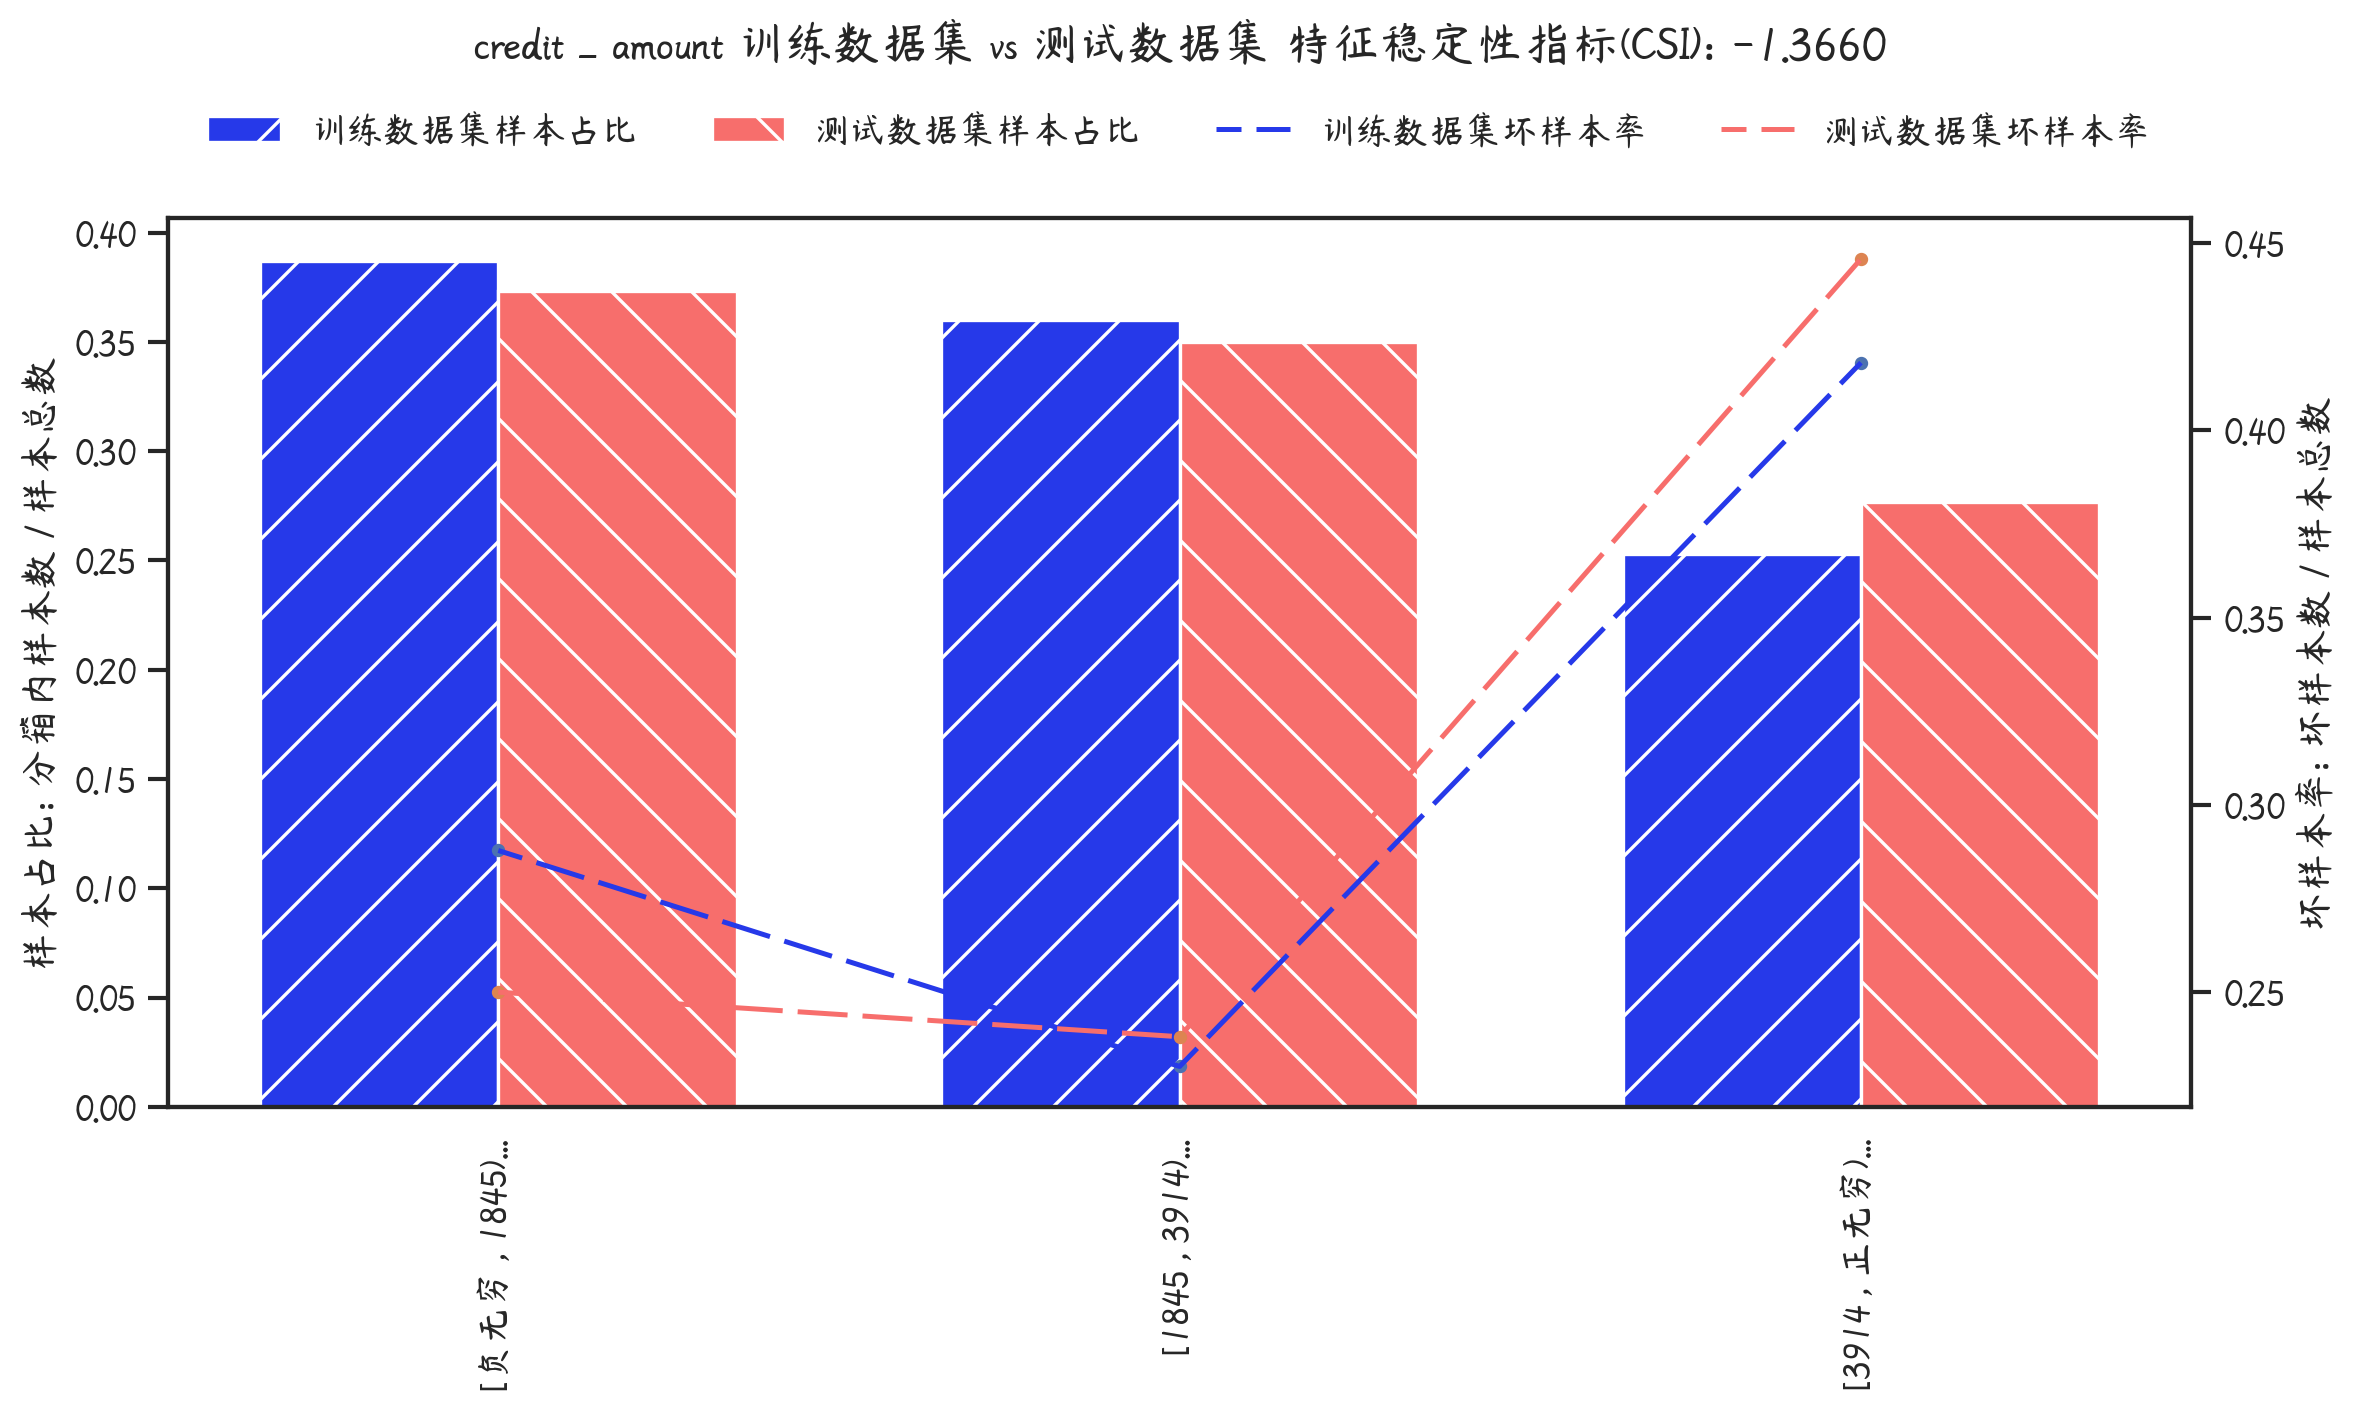 credit _ amount 训练数据集 vs 测试数据集 特征稳定性指标(CSI): -1.3660
训练数据集样本占比 测试数据集样本占比 训练数据集坏样本率 测试数据集坏样本率
样本占比: 分箱内样本数 / 样本总数
0.40
0.35
0.30
0.25
0.20
0.15
0.10
0.05
0.00
0.45
0.40
0.35
0.30
0.25
坏样本率: 坏样本数 / 样本总数
[负无穷 , 1845)...
[1845 , 3914)...
[3914 , 正无穷)...